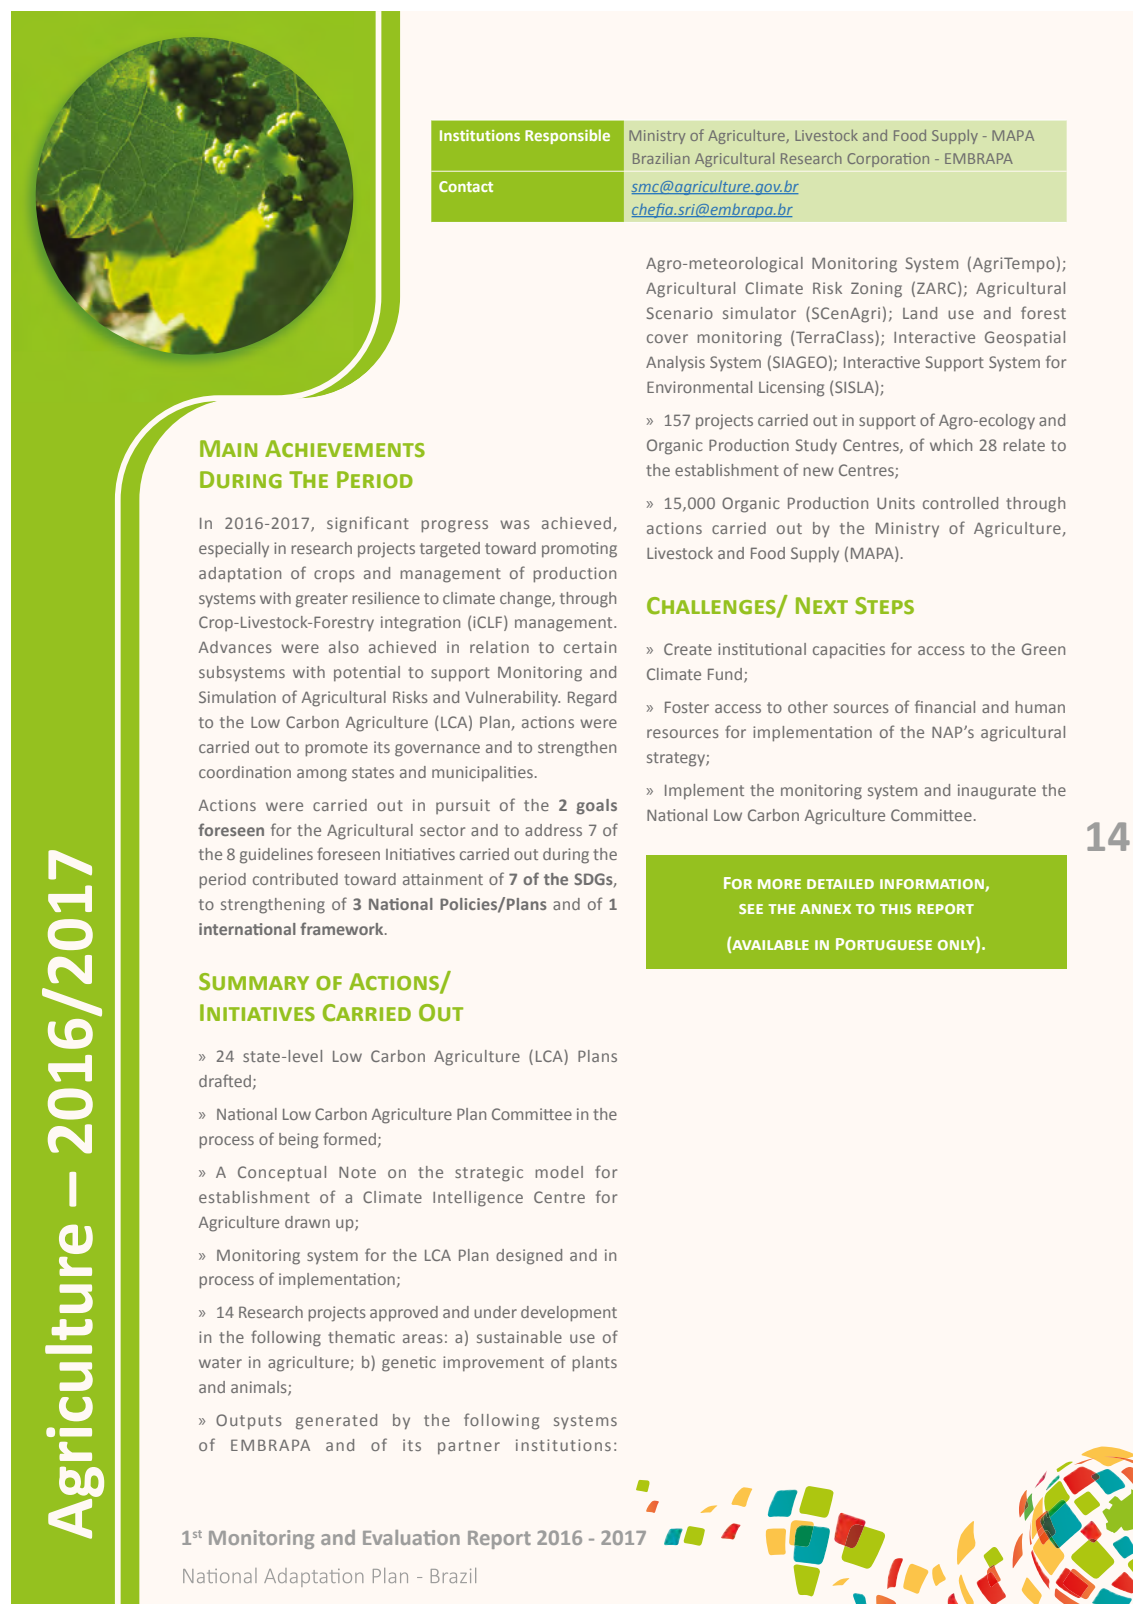 Institutions Responsible
Ministry of Agriculture, Livestock and Food Supply - MAPA
Brazilian Agricultural Research Corporation - EMBRAPA
Contact
smc@agriculture.gov.br
chefia.sri@embrapa.br
MAIN ACHIEVEMENTS
DURING THE PERIOD
In 2016-2017, significant progress was achieved,
especially in research projects targeted toward promoting
adaptation of crops and management of production
systems with greater resilience to climate change, through
Crop-Livestock-Forestry integration (iCLF) management.
Advances were also achieved in relation to certain
subsystems with potential to support Monitoring and
Simulation of Agricultural Risks and Vulnerability. Regard
to the Low Carbon Agriculture (LCA) Plan, actions were
carried out to promote its governance and to strengthen
coordination among states and municipalities.
Actions were carried out in pursuit of the 2 goals
foreseen for the Agricultural sector and to address 7 of
the 8 guidelines foreseen Initiatives carried out during the
period contributed toward attainment of 7 of the SDGs,
to strengthening of 3 National Policies/Plans and of 1
international framework.
SUMMARY OF ACTIONS/
INITIATIVES CARRIED OUT
» 24 state-level Low Carbon Agriculture (LCA) Plans
drafted;
» National Low Carbon Agriculture Plan Committee in the
process of being formed;
» A Conceptual Note on the strategic model for
establishment of a Climate Intelligence Centre for
Agriculture drawn up;
» Monitoring system for the LCA Plan designed and in
process of implementation;
» 14 Research projects approved and under development
in the following thematic areas: a) sustainable use of
water in agriculture; b) genetic improvement of plants
and animals;
» Outputs generated by the following systems
of EMBRAPA and of its partner institutions:
Agro-meteorological Monitoring System (AgriTempo);
Agricultural Climate Risk Zoning (ZARC); Agricultural
Scenario simulator (SCenAgri); Land use and forest
cover monitoring (TerraClass); Interactive Geospatial
Analysis System (SIAGEO); Interactive Support System for
Environmental Licensing (SISLA);
» 157 projects carried out in support of Agro-ecology and
Organic Production Study Centres, of which 28 relate to
the establishment of new Centres;
» 15,000 Organic Production Units controlled through
actions carried out by the Ministry of Agriculture,
Livestock and Food Supply (MAPA).
CHALLENGES/ NEXT STEPS
» Create institutional capacities for access to the Green
Climate Fund;
» Foster access to other sources of financial and human
resources for implementation of the NAP's agricultural
strategy;
» Implement the monitoring system and inaugurate the
National Low Carbon Agriculture Committee.
FOR MORE DETAILED INFORMATION,
SEE THE ANNEX TO THIS REPORT
(AVAILABLE IN PORTUGUESE ONLY).
14
Agriculture – 2016/2017
1st Monitoring and Evaluation Report 2016 - 2017
National Adaptation Plan - Brazil